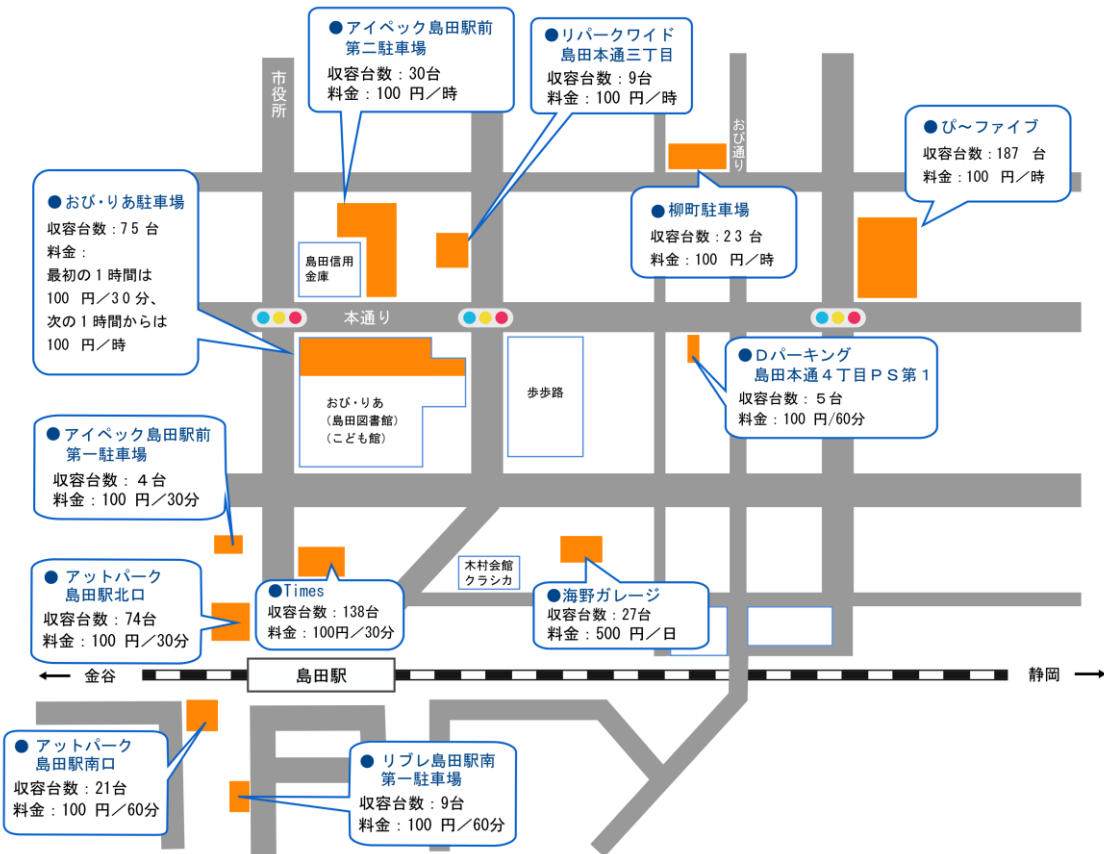 ●アイペック島田駅前
第二駐車場
収容台数：30台
料金：100 円／時
●リパークワイド
島田本通三丁目
収容台数：9台
料金：100 円／時
市役所
おび通り
●ぴ～ファイブ
収容台数：187 台
料金：100 円／時
●おび・りあ駐車場
収容台数：75 台
料金：
最初の１時間は
100 円／30 分、
次の１時間からは
100 円／時
●柳町駐車場
収容台数：23 台
料金：100 円／時
島田信用
金庫
本通り
●Ｄパーキング
島田本通４丁目ＰＳ第１
収容台数：５台
料金：100 円/60分
歩歩路
おび・りあ
（島田図書館）
（こども館）
●アイペック島田駅前
第一駐車場
収容台数：４台
料金：100 円／30分
木村会館
クラシカ
●アットパーク
島田駅北口
収容台数：74台
料金：100 円／30分
●Times
収容台数：138台
料金：100円／30分
●海野ガレージ
収容台数：27台
料金：500 円／日
← 金谷
島田駅
静岡 →
●アットパーク
島田駅南口
収容台数：21台
料金：100 円／60分
●リブレ島田駅南
第一駐車場
収容台数：9台
料金：100 円／60分